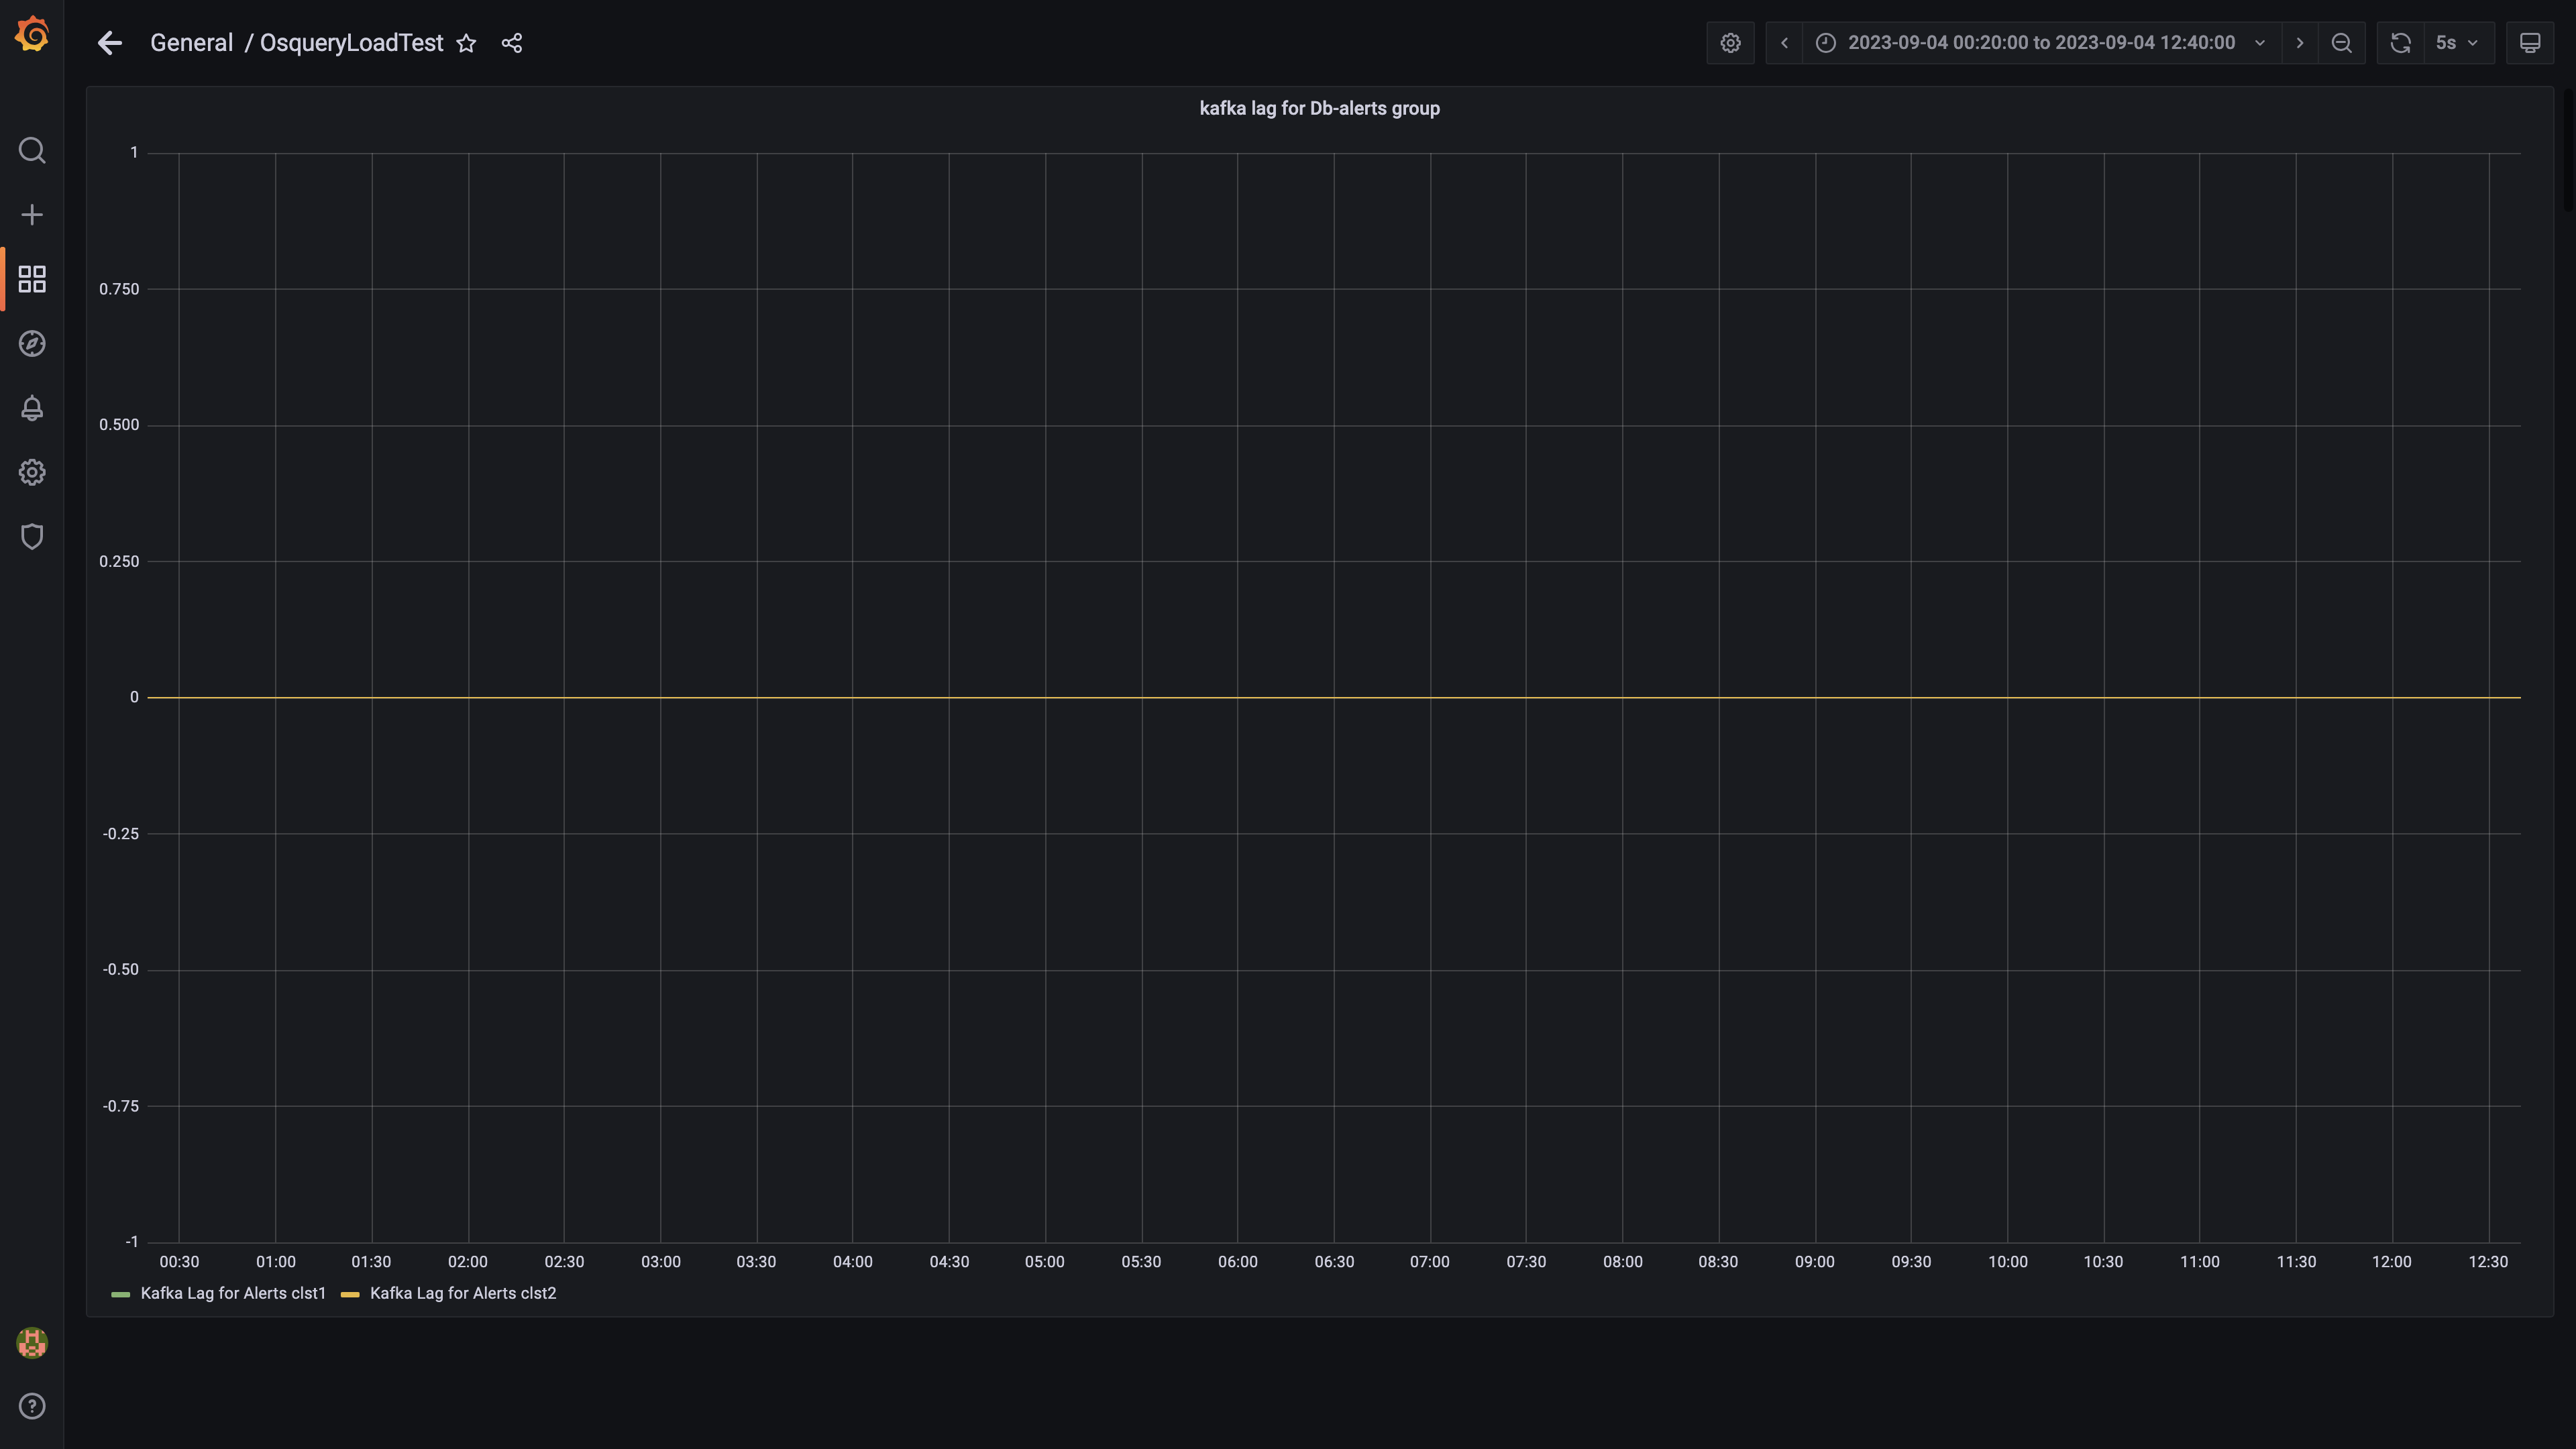 General / OsqueryLoadTest
2023-09-04 00:20:00 to 2023-09-04 12:40:00
5s
kafka lag for Db-alerts group
1
0.750
0.500
0.250
0
-0.25
-0.50
-0.75
-1
00:30 01:00 01:30 02:00 02:30 03:00 03:30 04:00 04:30 05:00 05:30 06:00 06:30 07:00 07:30 08:00 08:30 09:00 09:30 10:00 10:30 11:00 11:30 12:00 12:30
Kafka Lag for Alerts clst1 Kafka Lag for Alerts clst2